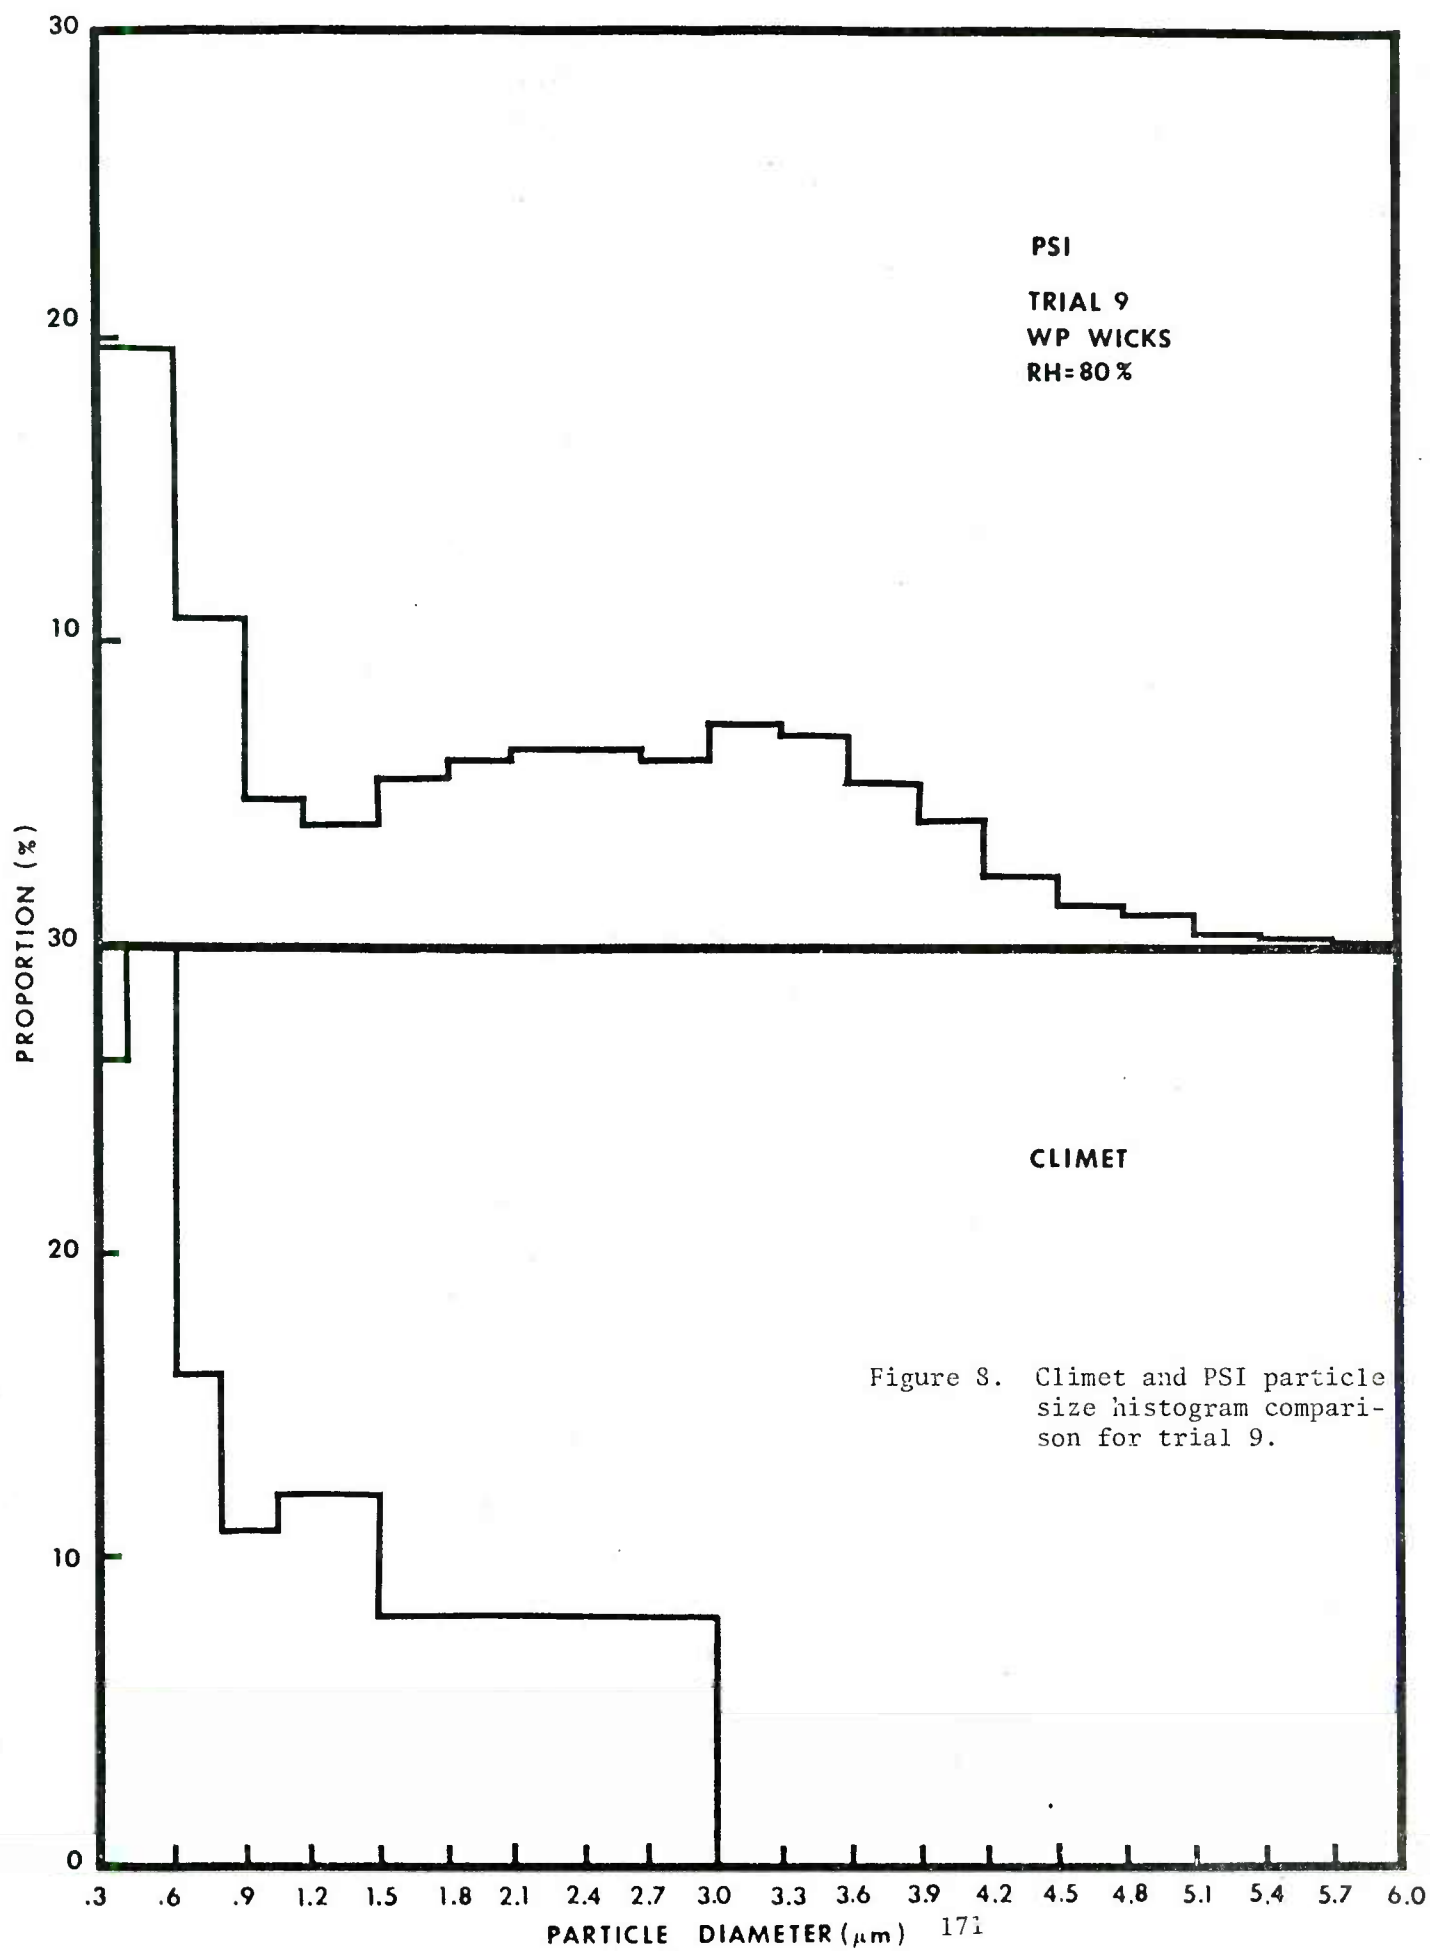 30
PSI
TRIAL 9
WP WICKS
RH=80%
20
10
PROPORTION (%)
30
CLIMET
20
Figure 8. Climet and PSI particle
size histogram compari-
son for trial 9.
10
0
.3 .6 .9 1.2 1.5 1.8 2.1 2.4 2.7 3.0 3.3 3.6 3.9 4.2 4.5 4.8 5.1 5.4 5.7 6.0
PARTICLE DIAMETER (μm)
171